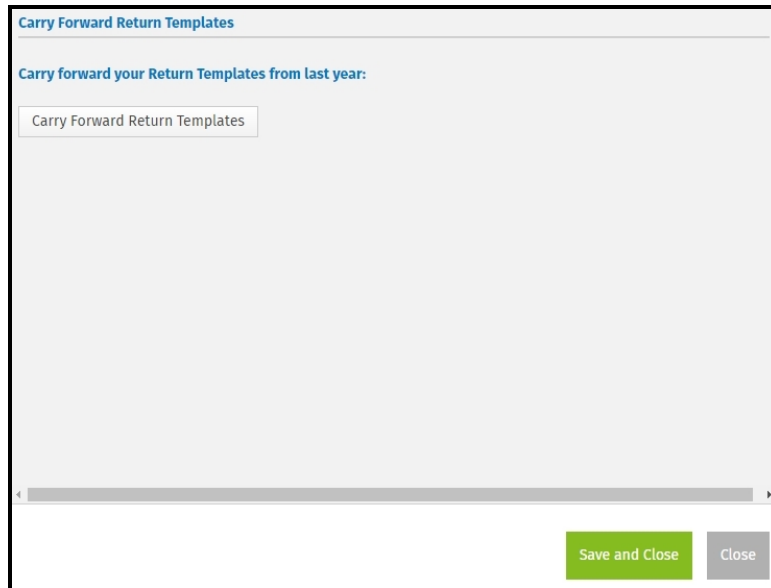 Carry Forward Return Templates
Carry forward your Return Templates from last year:
Carry Forward Return Templates
Save and Close
Close